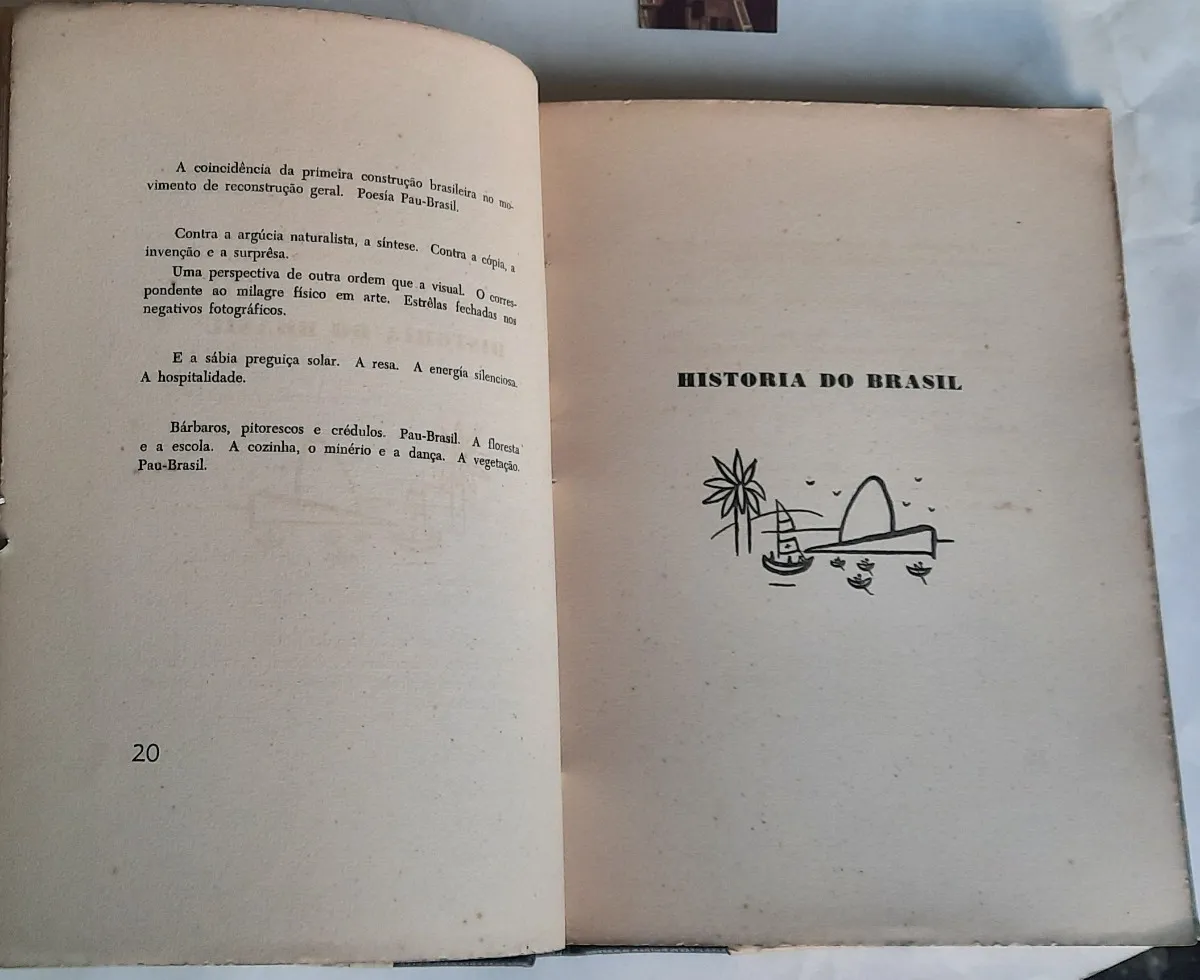 A coincidência da primeira construção brasileira no mo-
vimento de reconstrução geral. Poesía Pau-Brasil.
Contra a argúcia naturalista, a síntese. Contra a cópia, a
invenção e a surprêsa.
Uma perspectiva de outra ordem que a visual. O corres-
pondente ao milagre físico em arte. Estrêlas fechadas nos
negativos fotográficos.
E a sábia preguiça solar. A resa. A energía silenciosa.
A hospitalidade.
Bárbaros, pitorescos e crédulos. Pau-Brasil. A floresta
e a escola. A cozinha, o minério e a dança. A vegetação.
Pau-Brasil.
20
HISTORIA DO BRASIL